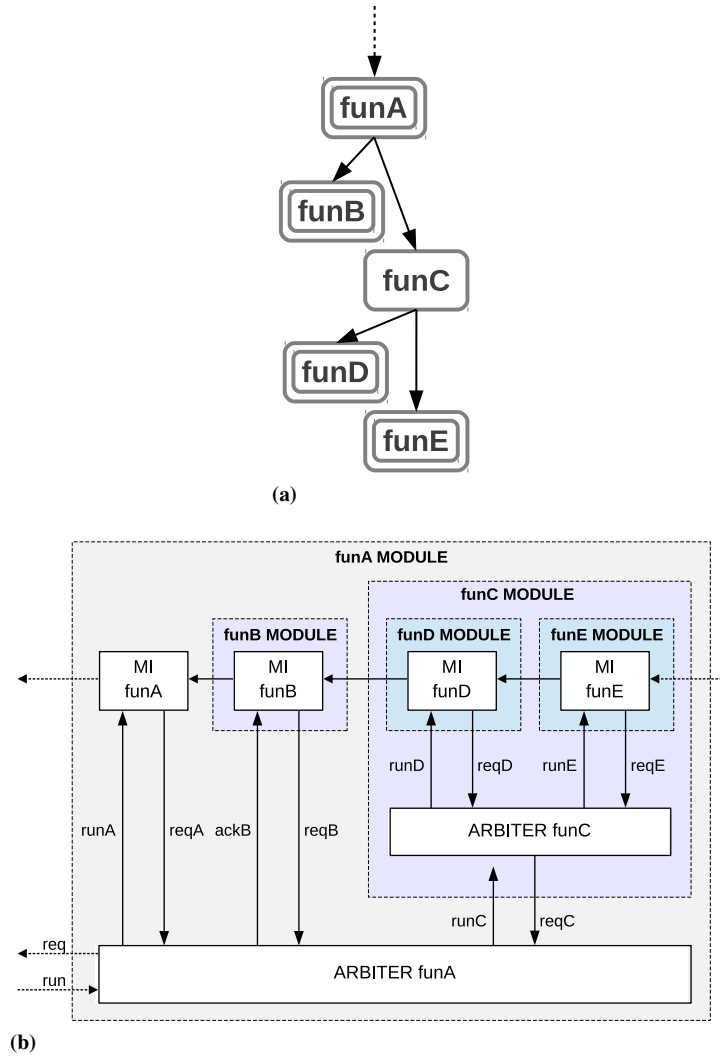 funA
funB
funC
funD
funE
(a)
funA MODULE
funC MODULE
funB MODULE
funD MODULE
funE MODULE
MI
funA
MI
funB
MI
funD
MI
funE
runD
reqD
runE
reqE
runA
reqA
ackB
reqB
ARBITER funC
runC
reqC
req
run
ARBITER funA
(b)